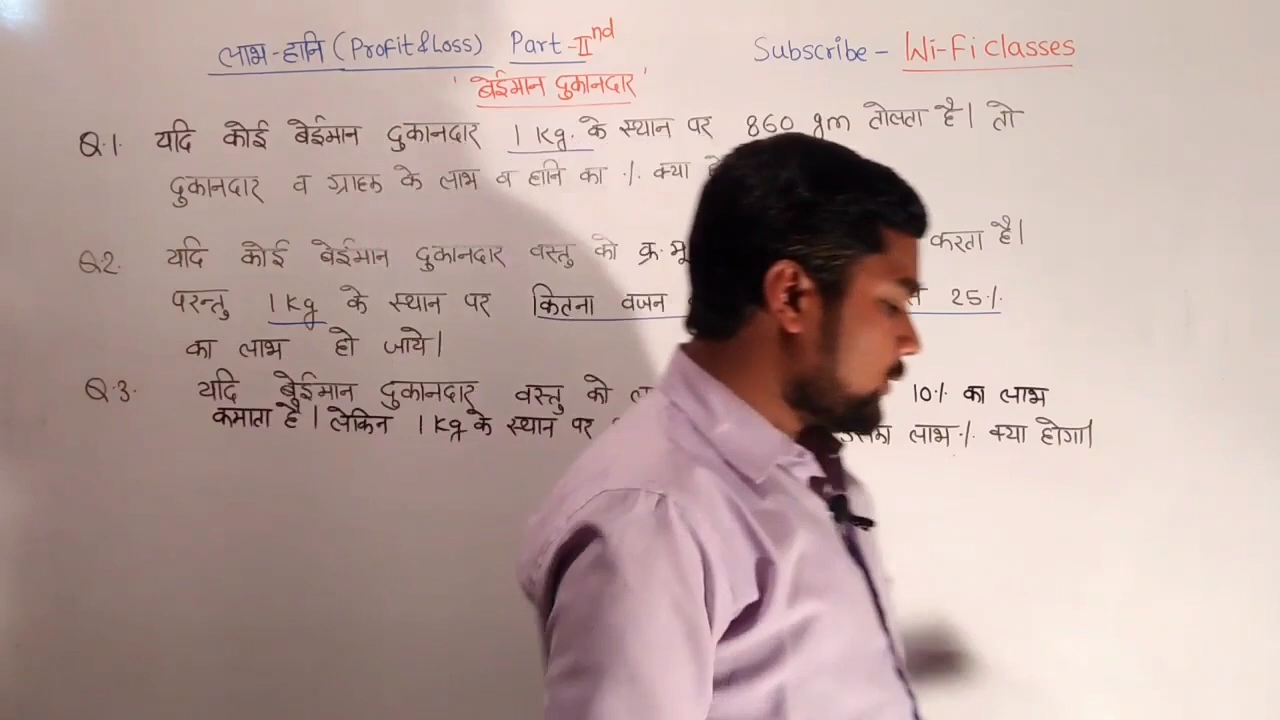 लाभ-हानि (Profit & Loss) Part-IInd
Subscribe - Wi-Fi Classes
'बेईमान दुकानदार'
Q.1. यदि कोई बेईमान दुकानदार 1 Kg. के स्थान पर 860 gm तोलता है। तो
दुकानदार व ग्राहक के लाभ व हानि का % क्या
Q.2. यदि कोई बेईमान दुकानदार वस्तु को क्र. मू करता है।
परन्तु 1 Kg के स्थान पर कितना वजन 25%
का लाभ हो जाये।
Q.3. यदि बेईमान दुकानदार वस्तु को 10% का लाभ
कमाता है। लेकिन 1 Kg के स्थान पर लाभ% क्या होगा।